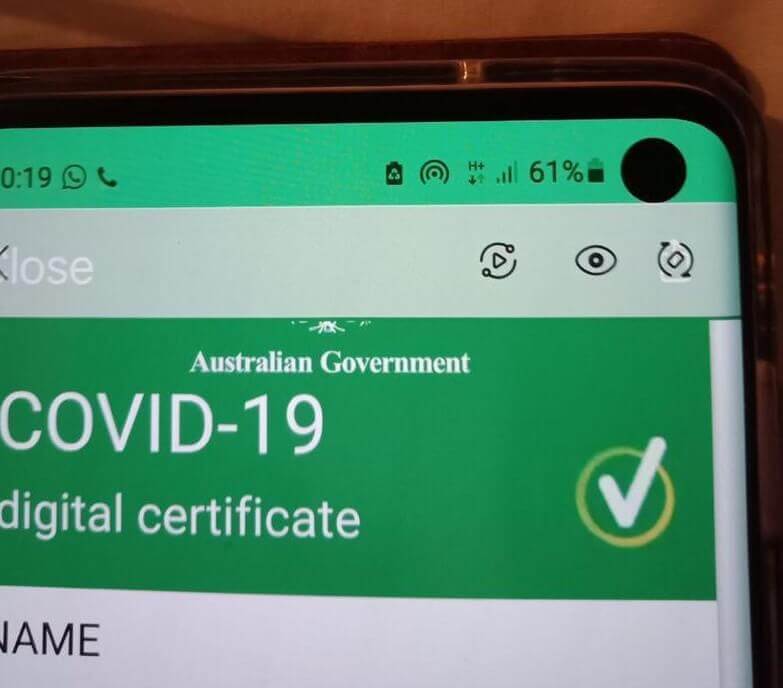 0:19 H+ 61%
lose
Australian Government
COVID-19
digital certificate
NAME